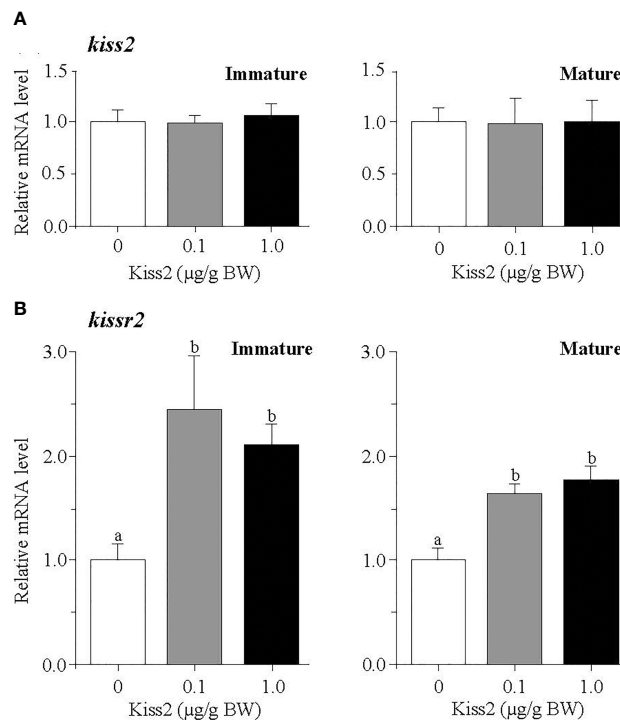 A
kiss2
Immature
Mature
Relative mRNA level
1.5
1.0
0.5
0.0
0 0.1 1.0
Kiss2 (μg/g BW)
1.5
1.0
0.5
0.0
0 0.1 1.0
Kiss2 (μg/g BW)
B
kissr2
Immature
Mature
Relative mRNA level
3.0
2.0
1.0
0.0
a b b
0 0.1 1.0
Kiss2 (μg/g BW)
3.0
2.0
1.0
0.0
a b b
0 0.1 1.0
Kiss2 (μg/g BW)